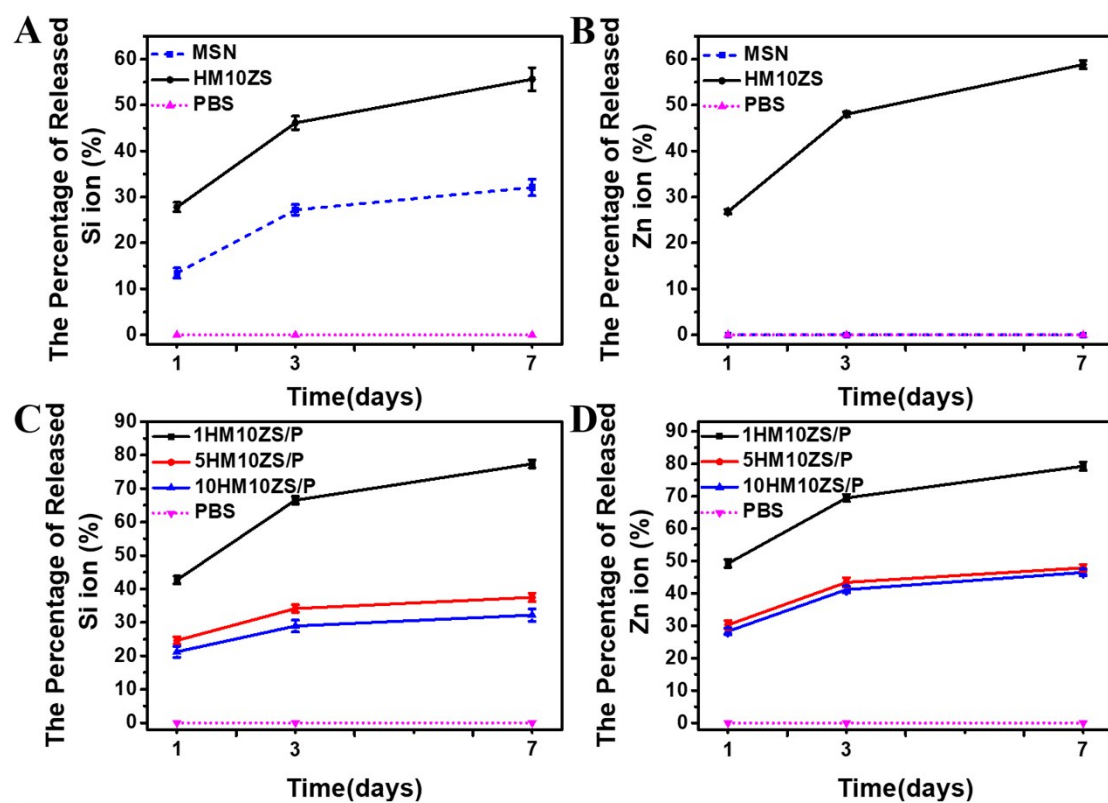 A
The Percentage of Released
Si ion (%)
60
50
40
30
20
10
0
MSN
HM10ZS
PBS
1
3
7
Time(days)
B
The Percentage of Released
Zn ion (%)
60
50
40
30
20
10
0
MSN
HM10ZS
PBS
1
3
7
Time(days)
C
The Percentage of Released
Si ion (%)
90
80
70
60
50
40
30
20
10
0
1HM10ZS/P
5HM10ZS/P
10HM10ZS/P
PBS
1
3
7
Time(days)
D
The Percentage of Released
Zn ion (%)
90
80
70
60
50
40
30
20
10
0
1HM10ZS/P
5HM10ZS/P
10HM10ZS/P
PBS
1
3
7
Time(days)